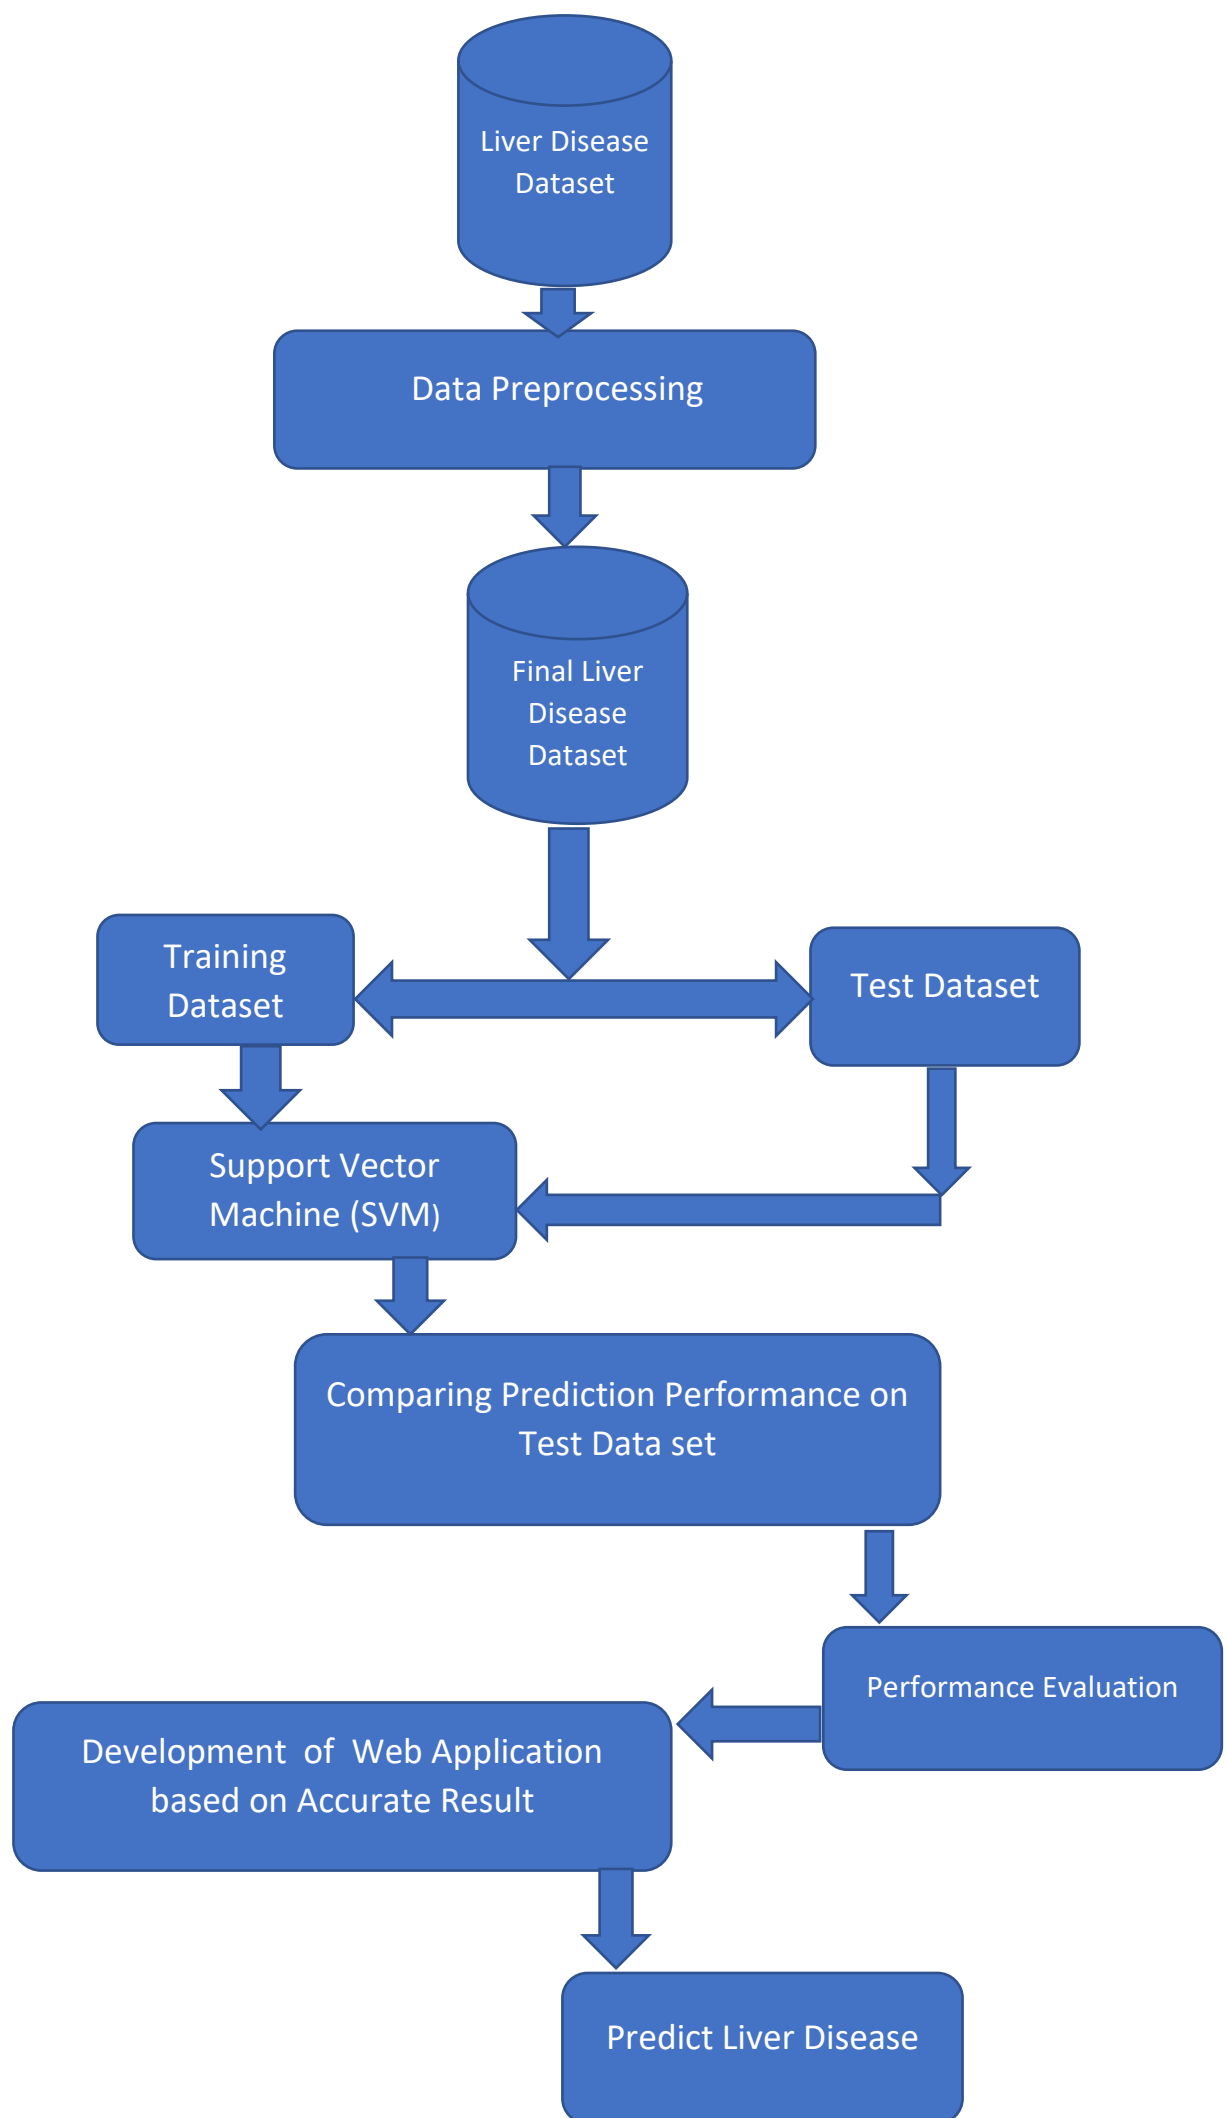 Liver Disease
Dataset
Data Preprocessing
Final Liver
Disease
Dataset
Training
Dataset
Test Dataset
Support Vector
Machine (SVM)
Comparing Prediction Performance on
Test Data set
Performance Evaluation
Development  of  Web Application
based on Accurate Result
Predict Liver Disease